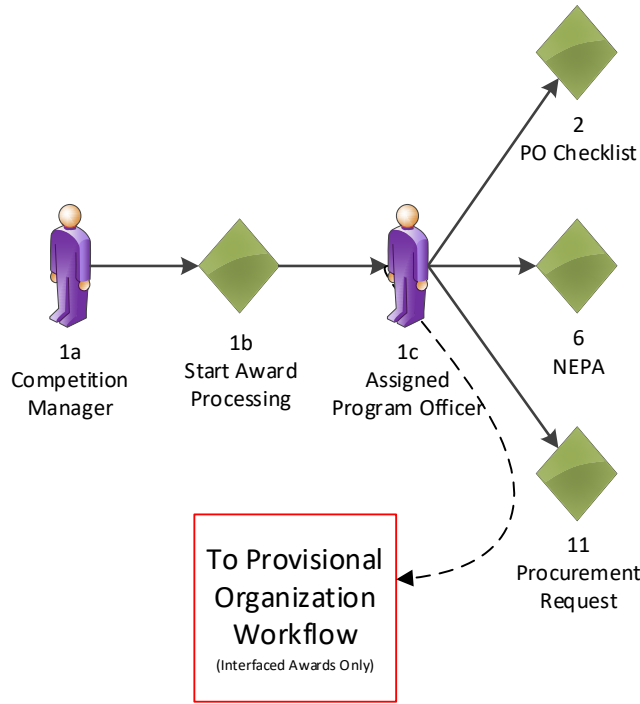 2
PO Checklist
1a
Competition
Manager
1b
Start Award
Processing
1c
Assigned
Program Officer
6
NEPA
11
Procurement
Request
To Provisional
Organization
Workflow
(Interfaced Awards Only)